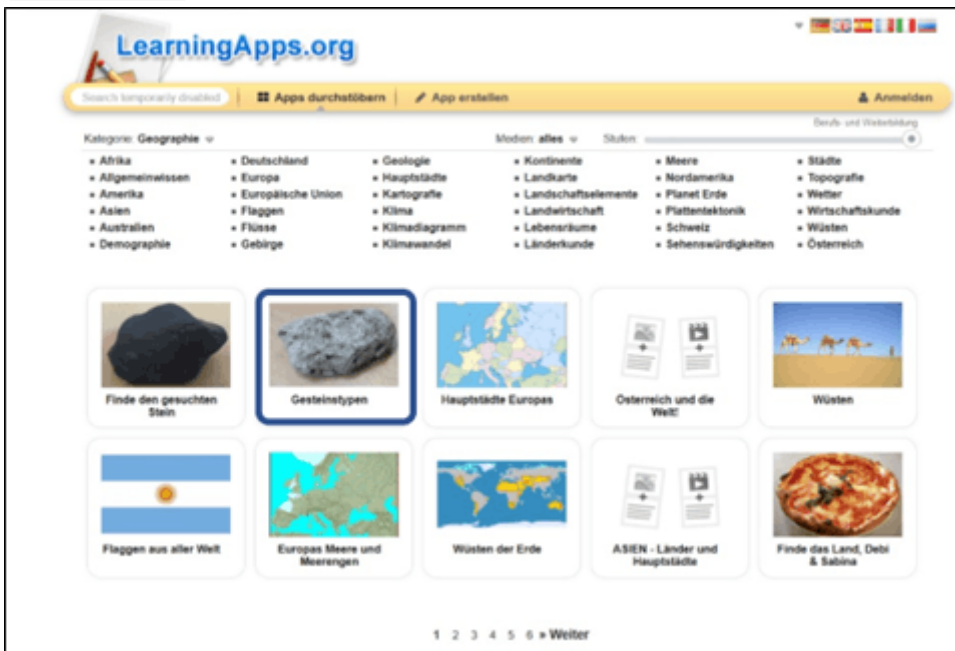 LearningApps.org
Search temporarily disabled
Apps durchstöbern
App erstellen
Anmelden
Berufs- und Weiterbildung
Kategorie: Geographie
Medien: alles
Stufen:
Afrika
Allgemeinwissen
Amerika
Asien
Australien
Demographie
Deutschland
Europa
Europäische Union
Flaggen
Flüsse
Gebirge
Geologie
Hauptstädte
Kartografie
Klima
Klimadiagramm
Klimawandel
Kontinente
Landkarte
Landschaftselemente
Landwirtschaft
Lebensräume
Länderkunde
Meere
Nordamerika
Planet Erde
Plattentektonik
Schweiz
Sehenswürdigkeiten
Städte
Topografie
Wetter
Wirtschaftskunde
Wüsten
Österreich
Finde den gesuchten
Stein
Gesteinstypen
Hauptstädte Europas
Österreich und die
Welt!
Wüsten
Flaggen aus aller Welt
Europas Meere und
Meerengen
Wüsten der Erde
ASIEN - Länder und
Hauptstädte
Finde das Land, Debi
& Sabina
1 2 3 4 5 6 » Weiter